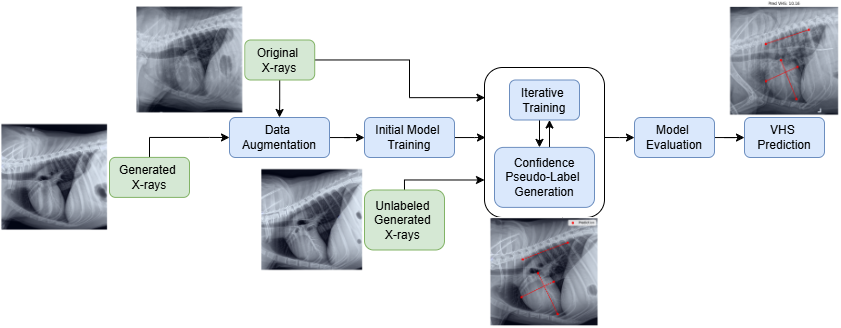 Pred VHS: 10.16
Original
X-rays
Iterative
Training
Data
Augmentation
Initial Model
Training
Model
Evaluation
VHS
Prediction
Generated
X-rays
Confidence
Pseudo-Label
Generation
Unlabeled
Generated
X-rays